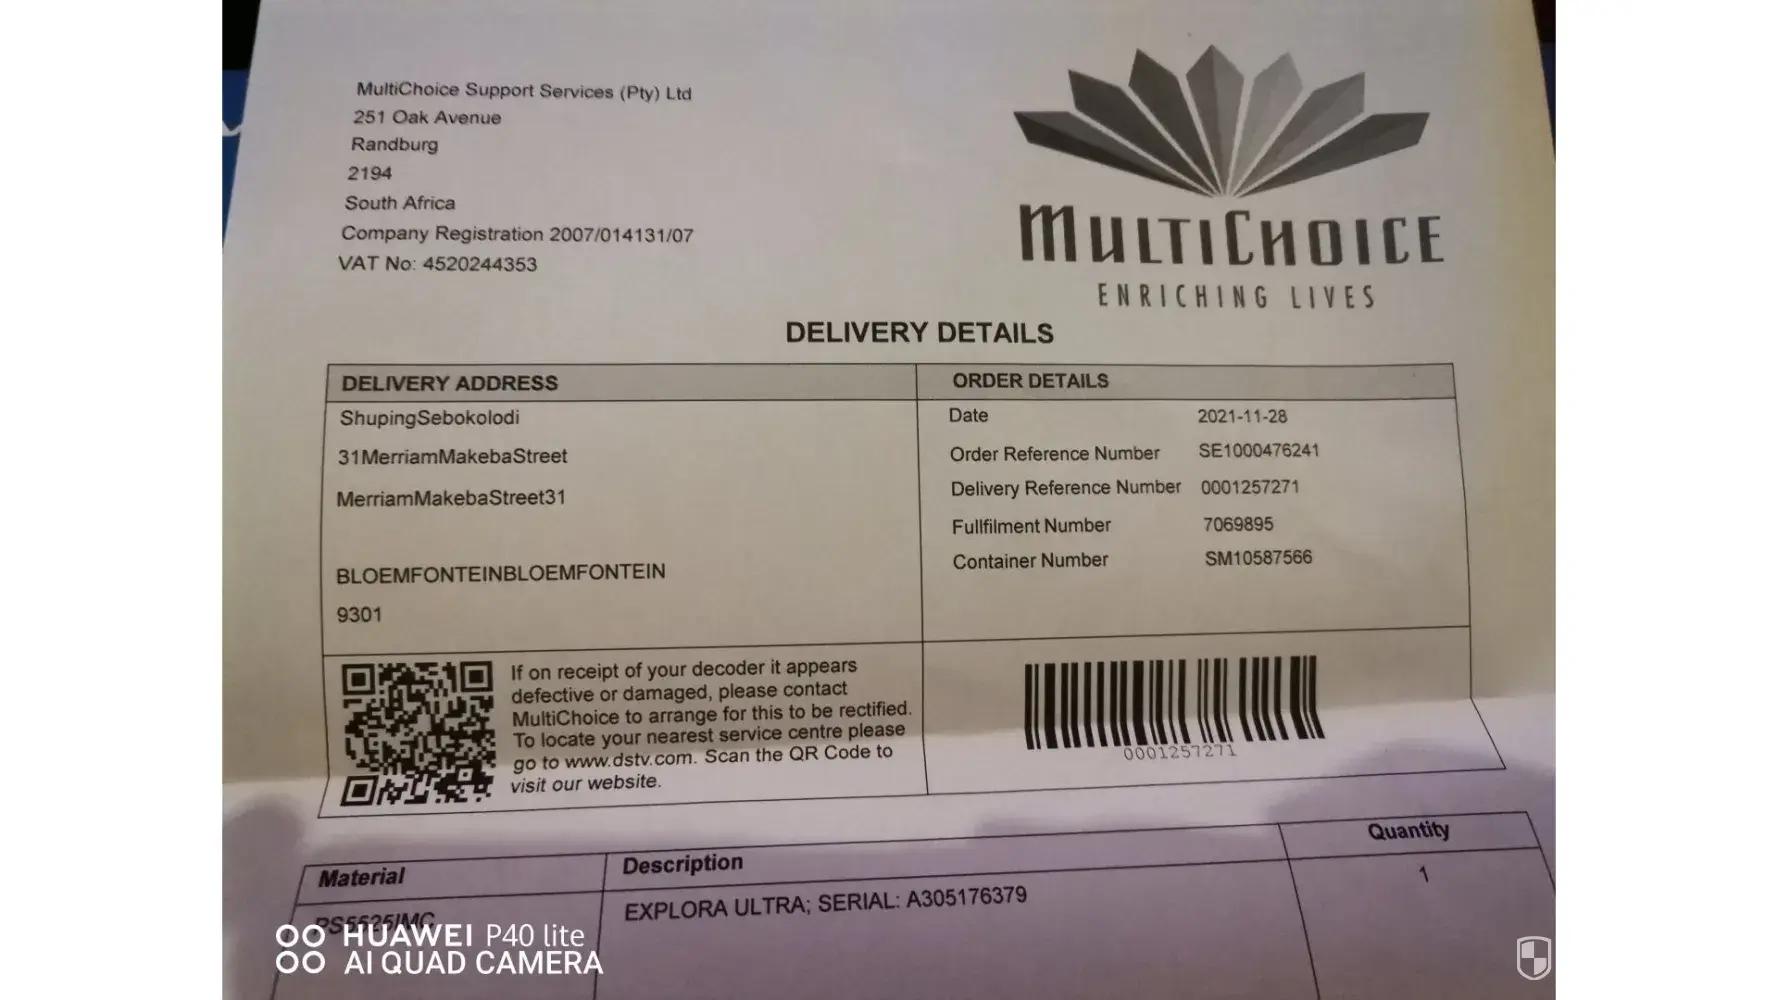 MultiChoice Support Services (Pty) Ltd
251 Oak Avenue
Randburg
2194
South Africa
Company Registration 2007/014131/07
VAT No: 4520244353
MULTICHOICE
ENRICHING LIVES
DELIVERY DETAILS
DELIVERY ADDRESS
ShupingSebokolodi
31MerriamMakebaStreet
MerriamMakebaStreet31
BLOEMFONTEINBLOEMFONTEIN
9301
ORDER DETAILS
Date 2021-11-28
Order Reference Number SE1000476241
Delivery Reference Number 0001257271
Fullfilment Number 7069895
Container Number SM10587566
If on receipt of your decoder it appears
defective or damaged, please contact
MultiChoice to arrange for this to be rectified.
To locate your nearest service centre please
go to www.dstv.com. Scan the QR Code to
visit our website.
0001257271
Material Description Quantity
PS5525IMC EXPLORA ULTRA; SERIAL: A305176379 1
HUAWEI P40 lite
AI QUAD CAMERA